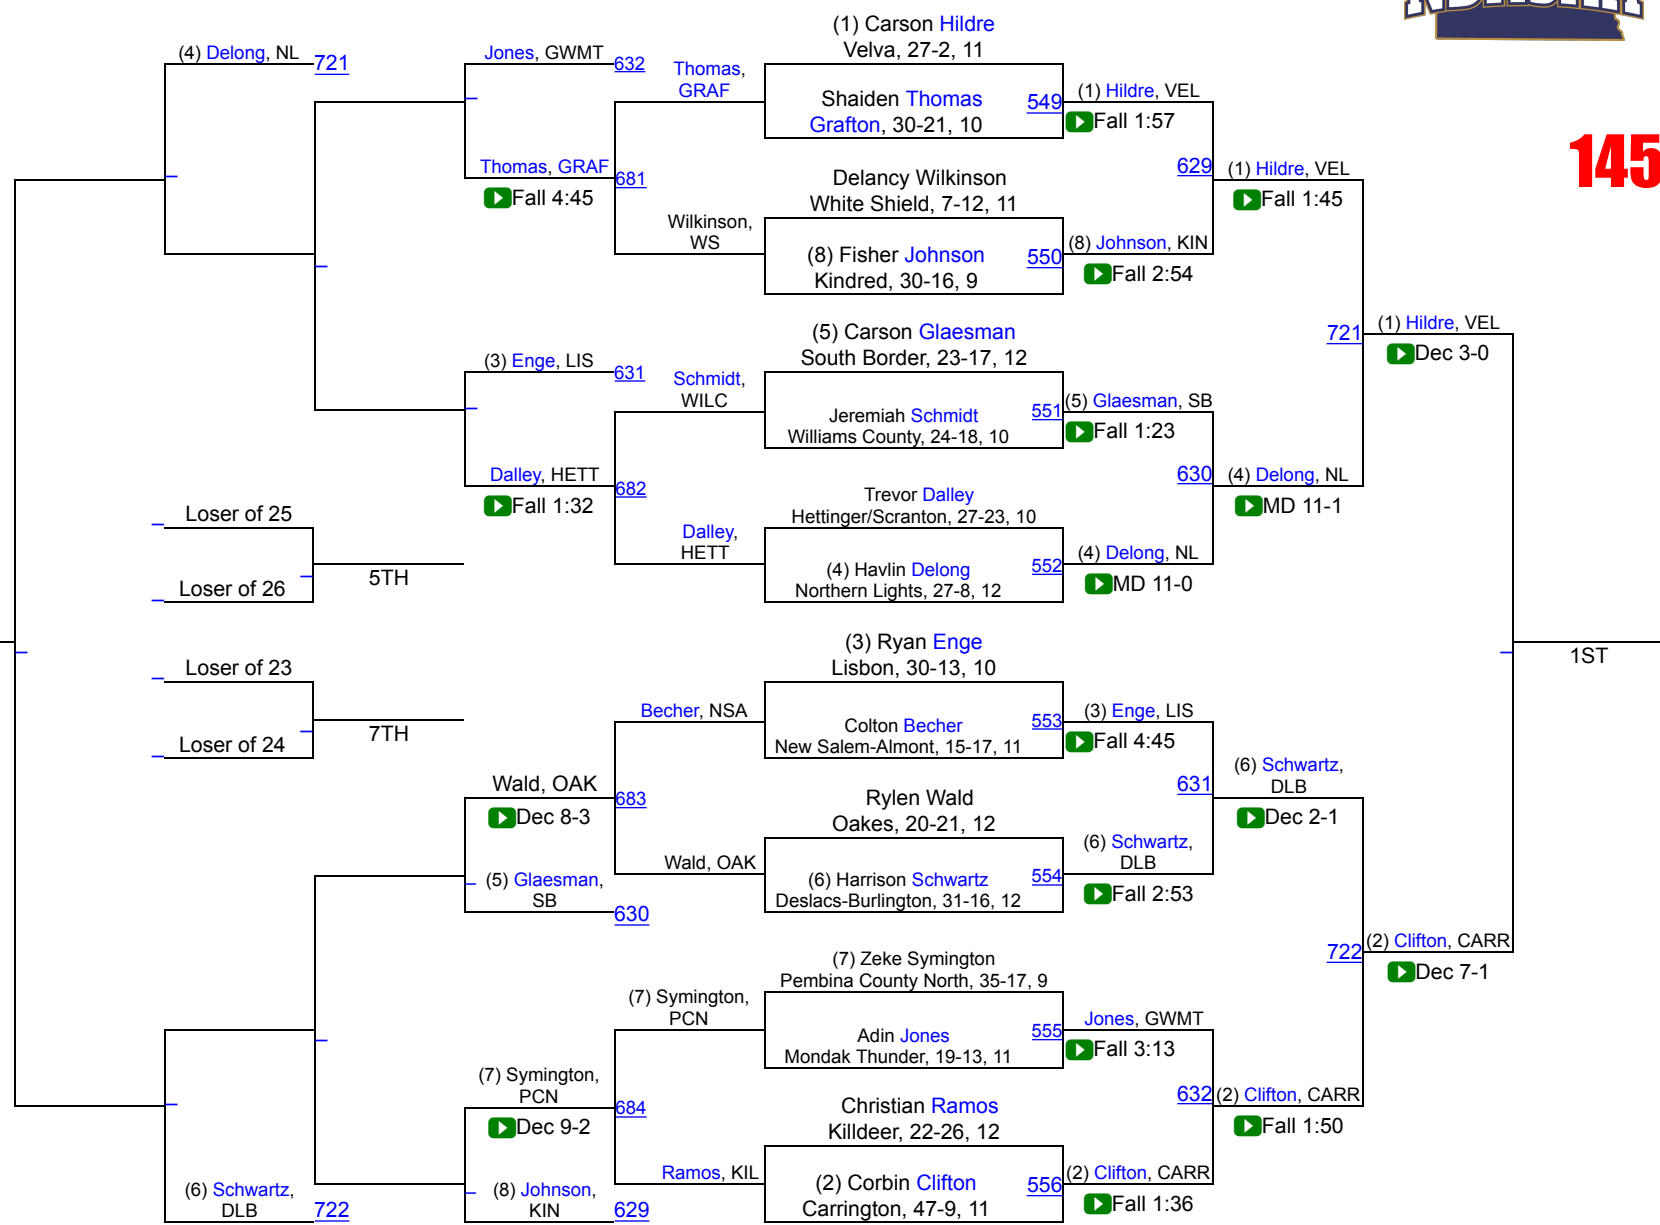 (1) Carson Hildre
Velva, 27-2, 11
Shaiden Thomas
Grafton, 30-21, 10
549
Delancy Wilkinson
White Shield, 7-12, 11
(8) Fisher Johnson
Kindred, 30-16, 9
550
(5) Carson Glaesman
South Border, 23-17, 12
Jeremiah Schmidt
Williams County, 24-18, 10
551
Trevor Dalley
Hettinger/Scranton, 27-23, 10
(4) Havlin Delong
Northern Lights, 27-8, 12
552
(3) Ryan Enge
Lisbon, 30-13, 10
Colton Becher
New Salem-Almont, 15-17, 11
553
Rylen Wald
Oakes, 20-21, 12
(6) Harrison Schwartz
Deslacs-Burlington, 31-16, 12
554
(7) Zeke Symington
Pembina County North, 35-17, 9
Adin Jones
Mondak Thunder, 19-13, 11
555
Christian Ramos
Killdeer, 22-26, 12
(2) Corbin Clifton
Carrington, 47-9, 11
556
(1) Hildre, VEL
Fall 1:57
629
(8) Johnson, KIN
Fall 2:54
(5) Glaesman, SB
Fall 1:23
630
(4) Delong, NL
MD 11-0
(3) Enge, LIS
Fall 4:45
631
(6) Schwartz,
DLB
Fall 2:53
Jones, GWMT
Fall 3:13
632
(2) Clifton, CARR
Fall 1:36
(1) Hildre, VEL
Fall 1:45
721
(4) Delong, NL
MD 11-1
(6) Schwartz,
DLB
Dec 2-1
722
(2) Clifton, CARR
Fall 1:50
(1) Hildre, VEL
Dec 3-0
(2) Clifton, CARR
Dec 7-1
1ST
145
Thomas,
GRAF
681
Wilkinson,
WS
Schmidt,
WILC
682
Dalley,
HETT
Becher, NSA
683
Wald, OAK
(7) Symington,
PCN
684
Ramos, KIL
Jones, GWMT
632
Thomas, GRAF
Fall 4:45
(3) Enge, LIS
631
Dalley, HETT
Fall 1:32
Wald, OAK
Dec 8-3
(5) Glaesman,
SB
630
(7) Symington,
PCN
Dec 9-2
(8) Johnson,
KIN
629
(4) Delong, NL
721
Loser of 25
Loser of 26
5TH
Loser of 23
Loser of 24
7TH
(6) Schwartz,
DLB
722